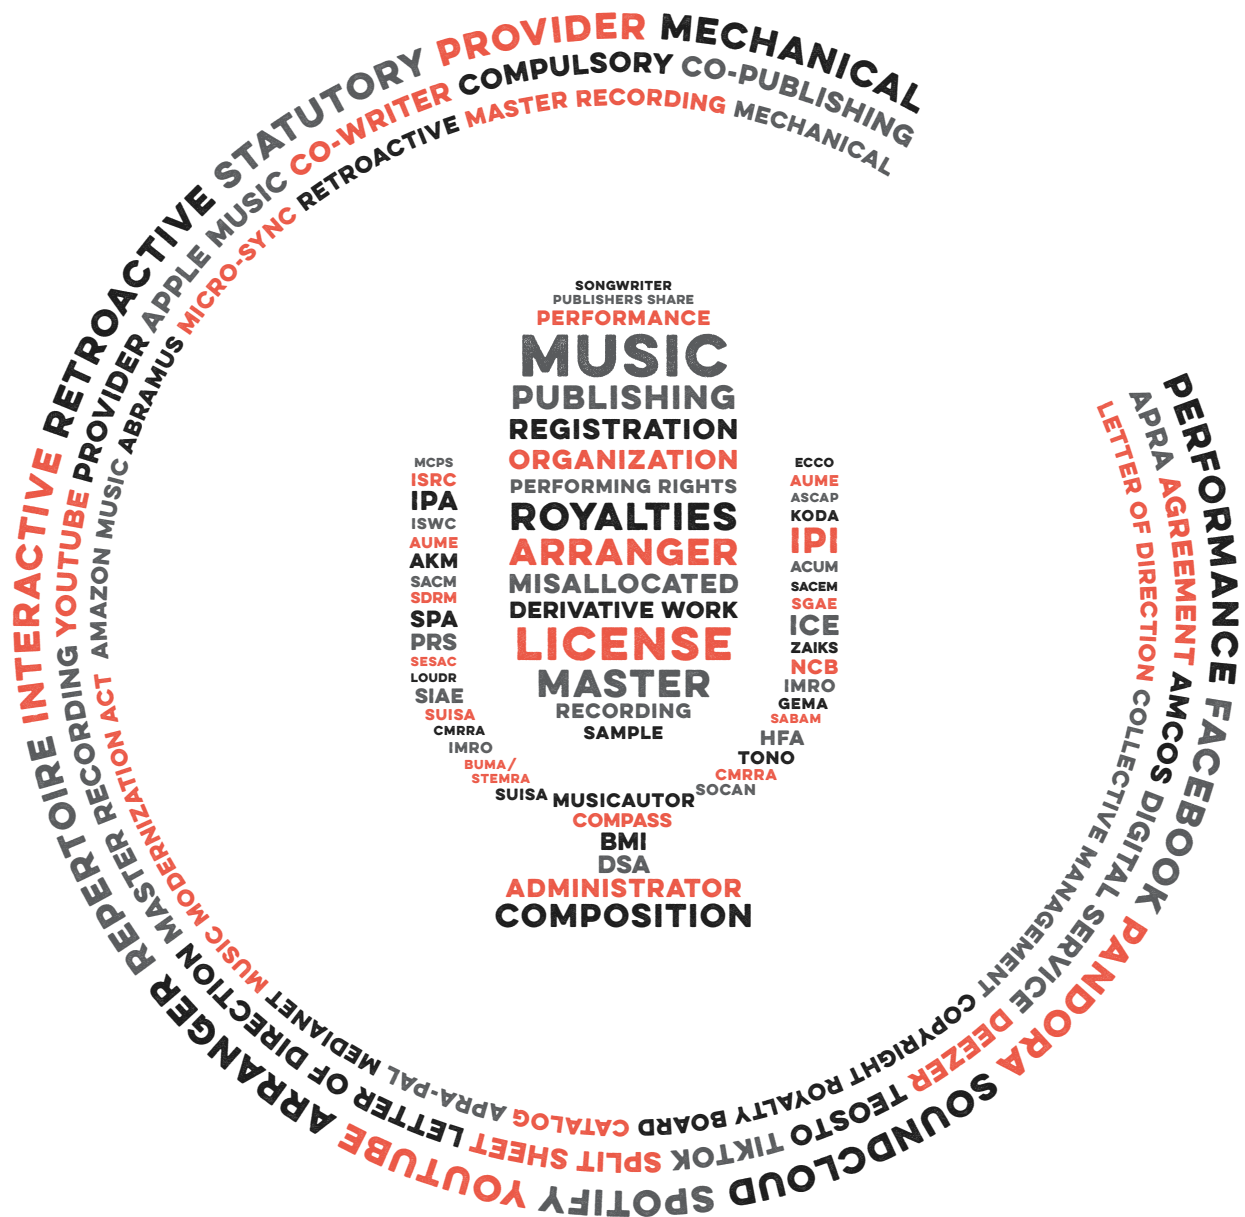 PERFORMANCE FACEBOOK PANDORA SOUNDCLOUD SPOTIFY YOUTUBE ARRANGER REPERTOIRE INTERACTIVE RETROACTIVE STATUTORY PROVIDER MECHANICAL
APRA AGREEMENT AMCOS DIGITAL SERVICE DEEZER TEOSTO TIKTOK SPLIT SHEET LETTER OF DIRECTION MASTER RECORDING YOUTUBE PROVIDER APPLE MUSIC CO-WRITER COMPULSORY CO-PUBLISHING
LETTER OF DIRECTION COLLECTIVE MANAGEMENT COPYRIGHT ROYALTY BOARD CATALOG APRA-PAL MEDIANET MUSIC MODERNIZATION ACT AMAZON MUSIC ABRAMUS MICRO-SYNC RETROACTIVE MASTER RECORDING MECHANICAL
SONGWRITER
PUBLISHERS SHARE
PERFORMANCE
MUSIC
PUBLISHING
REGISTRATION
ORGANIZATION
PERFORMING RIGHTS
ROYALTIES
ARRANGER
MISALLOCATED
DERIVATIVE WORK
LICENSE
MASTER
RECORDING
SAMPLE
MCPS
ISRC
IPA
ISWC
AUME
AKM
SACM
SDRM
SPA
PRS
SESAC
LOUDR
SIAE
SUISA
CMRRA
IMRO
BUMA/
STEMRA
SUISA
ECCO
AUME
ASCAP
KODA
IPI
ACUM
SACEM
SGAE
ICE
ZAIKS
NCB
IMRO
GEMA
SABAM
HFA
TONO
CMRRA
SOCAN
MUSICAUTOR
COMPASS
BMI
DSA
ADMINISTRATOR
COMPOSITION